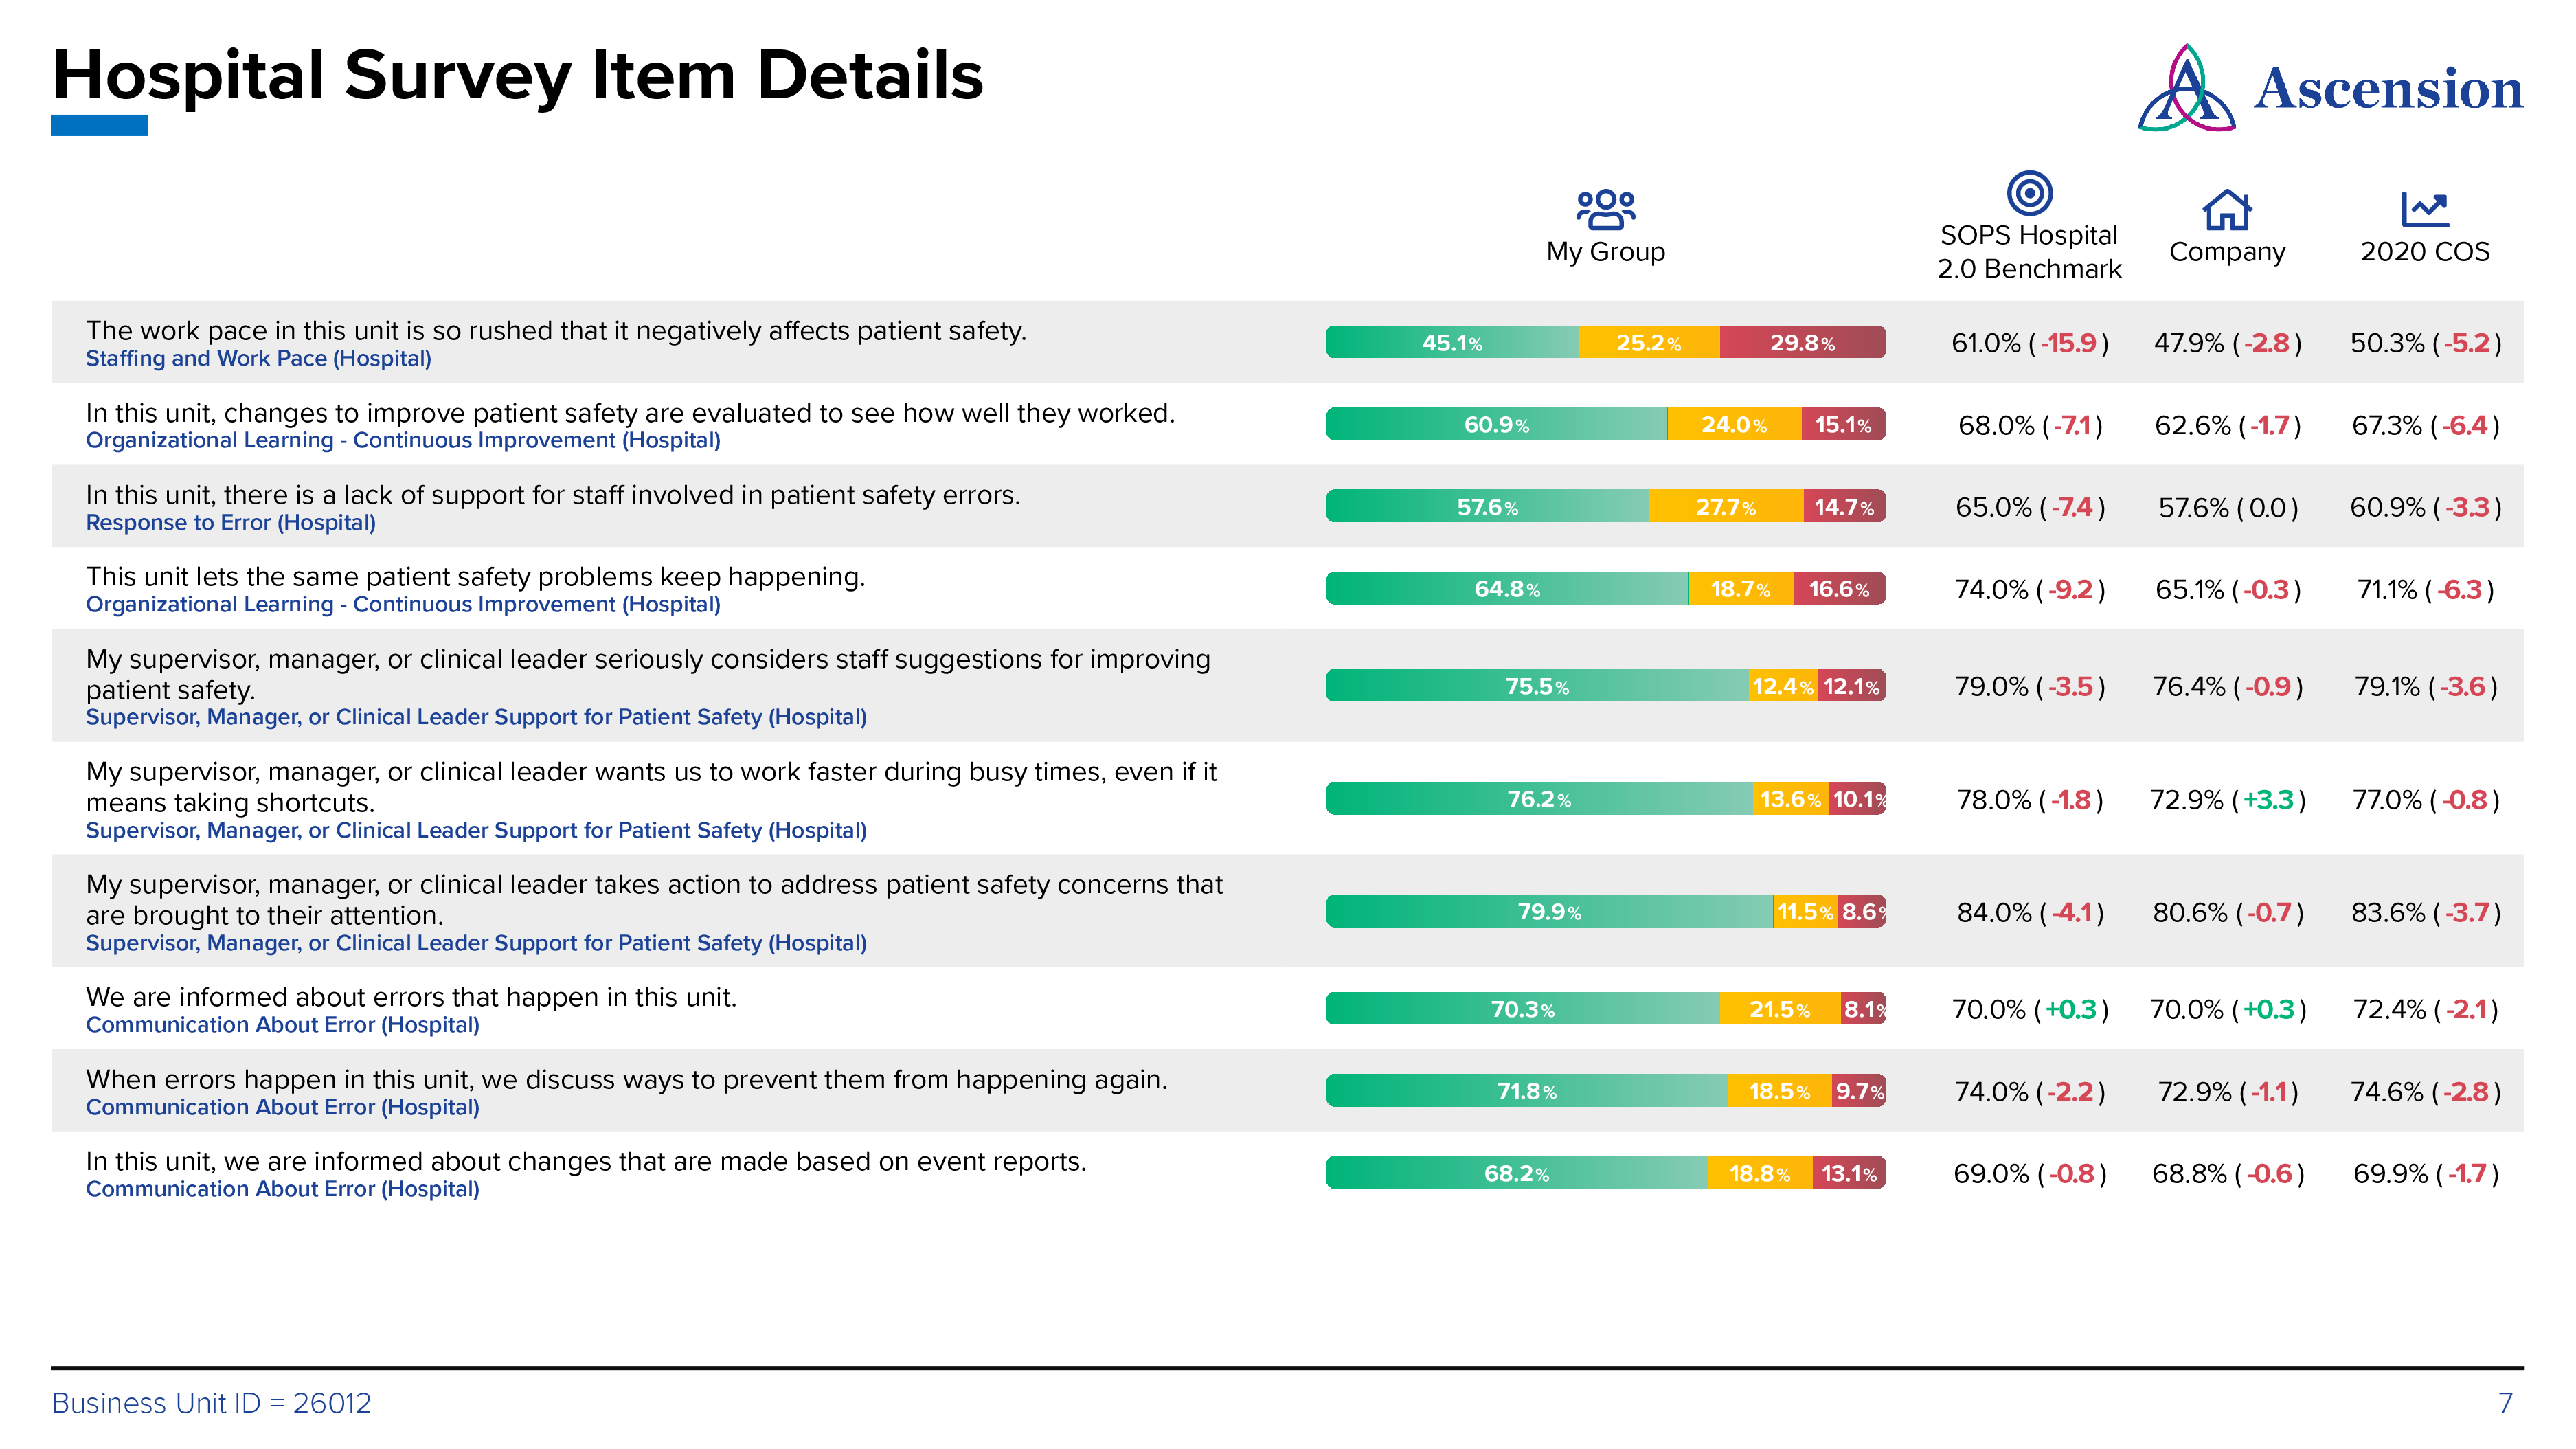 Hospital Survey Item Details
Ascension
My Group
SOPS Hospital
2.0 Benchmark
Company
2020 COS
The work pace in this unit is so rushed that it negatively affects patient safety.
Staffing and Work Pace (Hospital)
45.1% 25.2% 29.8% 61.0% (-15.9) 47.9% (-2.8) 50.3% (-5.2)
In this unit, changes to improve patient safety are evaluated to see how well they worked.
Organizational Learning - Continuous Improvement (Hospital)
60.9% 24.0% 15.1% 68.0% (-7.1) 62.6% (-1.7) 67.3% (-6.4)
In this unit, there is a lack of support for staff involved in patient safety errors.
Response to Error (Hospital)
57.6% 27.7% 14.7% 65.0% (-7.4) 57.6% (0.0) 60.9% (-3.3)
This unit lets the same patient safety problems keep happening.
Organizational Learning - Continuous Improvement (Hospital)
64.8% 18.7% 16.6% 74.0% (-9.2) 65.1% (-0.3) 71.1% (-6.3)
My supervisor, manager, or clinical leader seriously considers staff suggestions for improving
patient safety.
Supervisor, Manager, or Clinical Leader Support for Patient Safety (Hospital)
75.5% 12.4% 12.1% 79.0% (-3.5) 76.4% (-0.9) 79.1% (-3.6)
My supervisor, manager, or clinical leader wants us to work faster during busy times, even if it
means taking shortcuts.
Supervisor, Manager, or Clinical Leader Support for Patient Safety (Hospital)
76.2% 13.6% 10.1% 78.0% (-1.8) 72.9% (+3.3) 77.0% (-0.8)
My supervisor, manager, or clinical leader takes action to address patient safety concerns that
are brought to their attention.
Supervisor, Manager, or Clinical Leader Support for Patient Safety (Hospital)
79.9% 11.5% 8.6% 84.0% (-4.1) 80.6% (-0.7) 83.6% (-3.7)
We are informed about errors that happen in this unit.
Communication About Error (Hospital)
70.3% 21.5% 8.1% 70.0% (+0.3) 70.0% (+0.3) 72.4% (-2.1)
When errors happen in this unit, we discuss ways to prevent them from happening again.
Communication About Error (Hospital)
71.8% 18.5% 9.7% 74.0% (-2.2) 72.9% (-1.1) 74.6% (-2.8)
In this unit, we are informed about changes that are made based on event reports.
Communication About Error (Hospital)
68.2% 18.8% 13.1% 69.0% (-0.8) 68.8% (-0.6) 69.9% (-1.7)
Business Unit ID = 26012
7